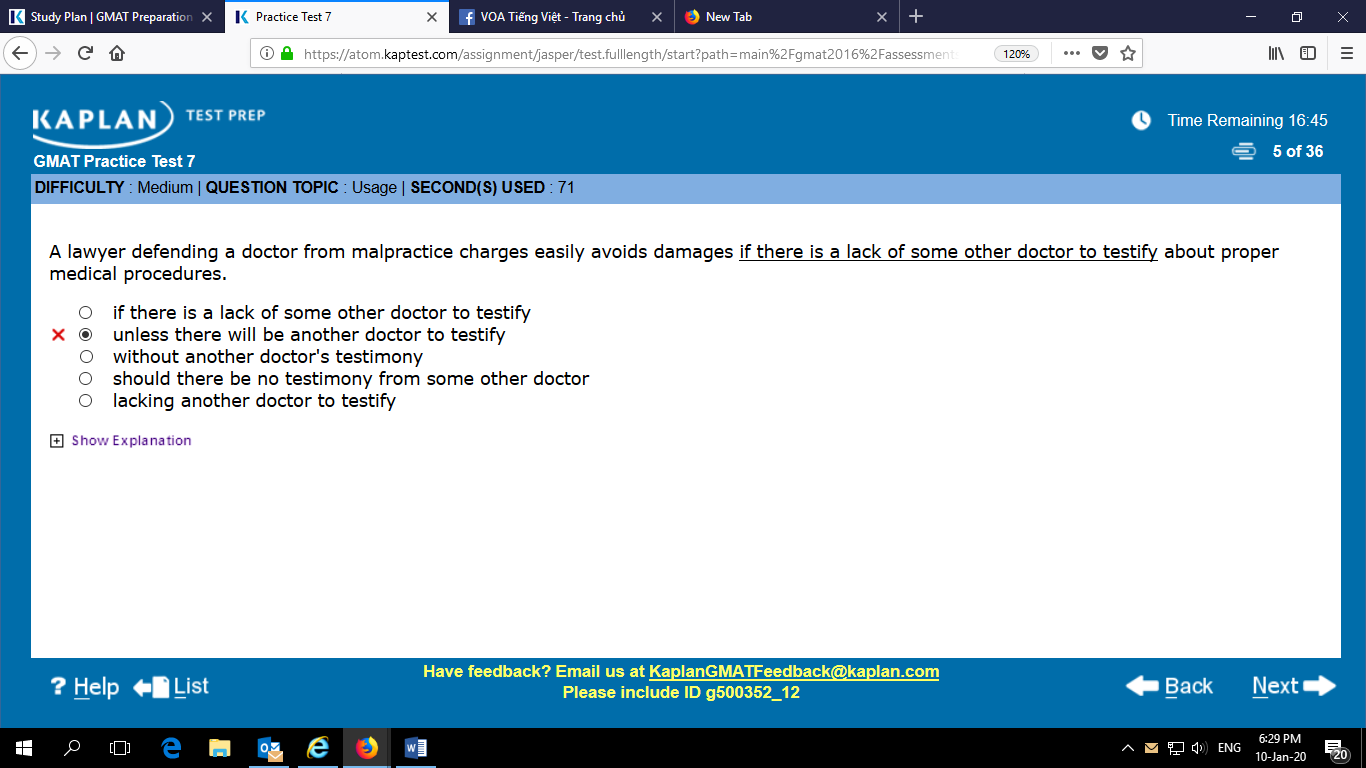 Study Plan | GMAT Preparation
Practice Test 7
VOA Tiếng Việt - Trang chủ
New Tab
https://atom.kaptest.com/assignment/jasper/test.fulllength/start?path=main%2Fgmat2016%2Fassessment
120%
KAPLAN TEST PREP
Time Remaining 16:45
GMAT Practice Test 7
5 of 36
DIFFICULTY : Medium | QUESTION TOPIC : Usage | SECOND(S) USED : 71
A lawyer defending a doctor from malpractice charges easily avoids damages if there is a lack of some other doctor to testify about proper
medical procedures.
if there is a lack of some other doctor to testify
unless there will be another doctor to testify
without another doctor's testimony
should there be no testimony from some other doctor
lacking another doctor to testify
Show Explanation
Have feedback? Email us at KaplanGMATFeedback@kaplan.com
Please include ID g500352_12
? Help
List
Back
Next
ENG
6:29 PM
10-Jan-20
20